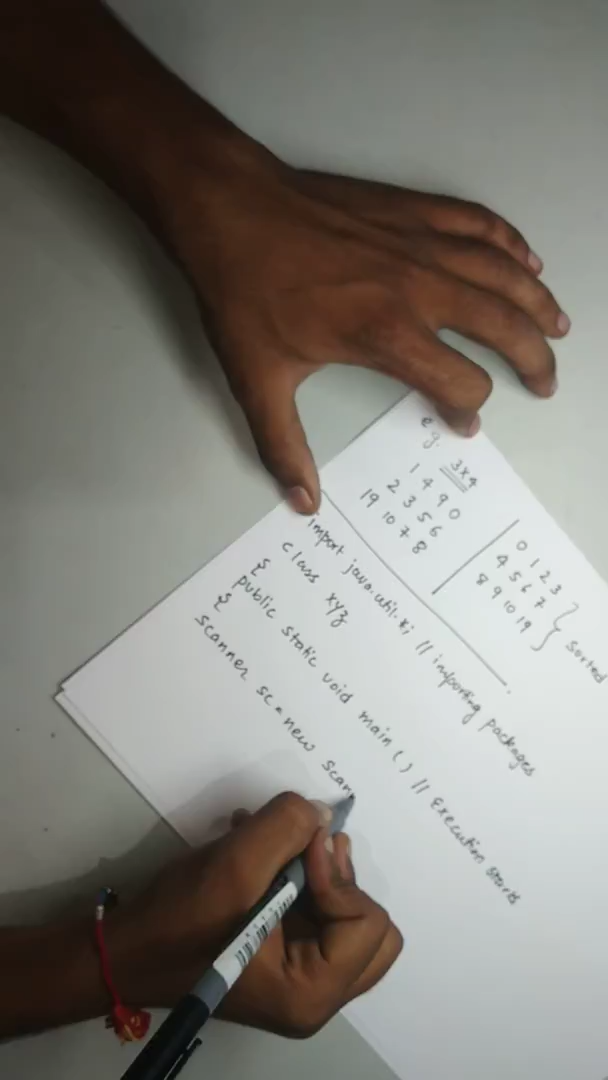 e.g. 3x4
1 4 9 0
2 3 5 6
19 10 7 8
0 1 2 3
4 5 6 7
8 9 10 19
} sorted
import java.util.*; // importing packages
class xyz
{
public static void main() // Execution starts
{
Scanner sc = new Scann